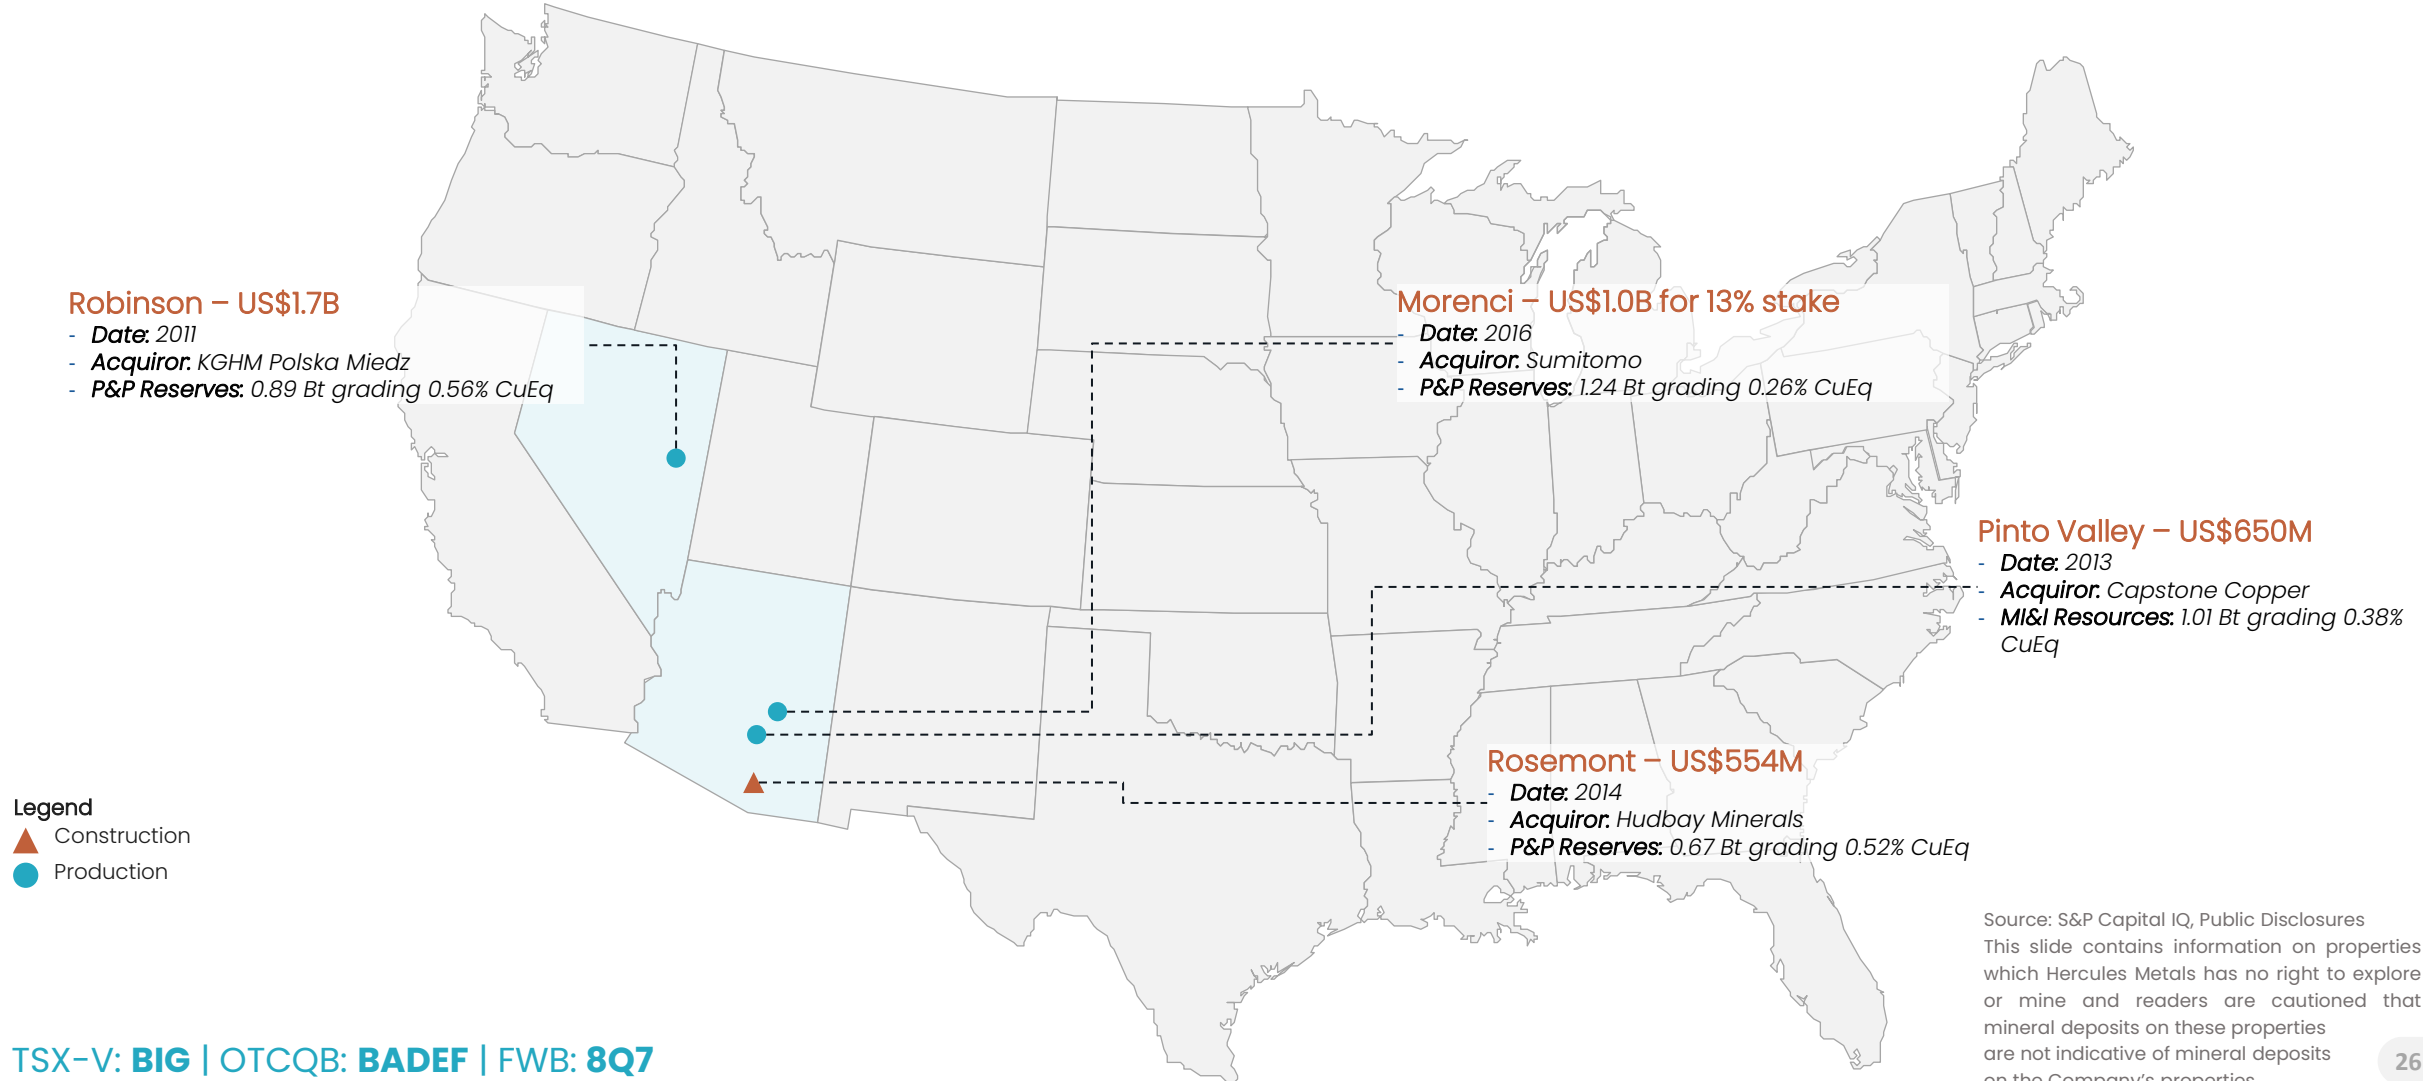 Robinson – US$1.7B
- Date: 2011
- Acquiror: KGHM Polska Miedz
- P&P Reserves: 0.89 Bt grading 0.56% CuEq
Morenci – US$1.0B for 13% stake
- Date: 2016
- Acquiror: Sumitomo
- P&P Reserves: 1.24 Bt grading 0.26% CuEq
Pinto Valley – US$650M
- Date: 2013
- Acquiror: Capstone Copper
- MI&I Resources: 1.01 Bt grading 0.38%
CuEq
Rosemont – US$554M
- Date: 2014
- Acquiror: Hudbay Minerals
- P&P Reserves: 0.67 Bt grading 0.52% CuEq
Legend
Construction
Production
Source: S&P Capital IQ, Public Disclosures
This slide contains information on properties
which Hercules Metals has no right to explore
or mine and readers are cautioned that
mineral deposits on these properties
are not indicative of mineral deposits
on the Company's properties
TSX-V: BIG | OTCQB: BADEF | FWB: 8Q7
26